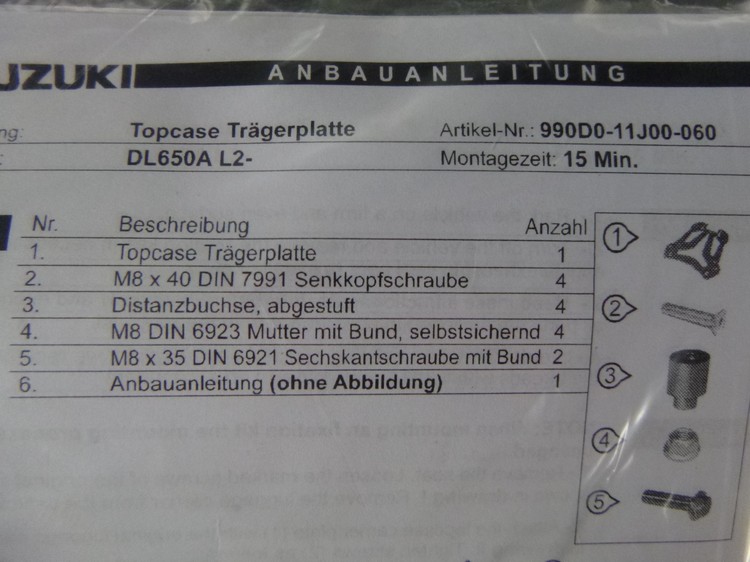 UZUKI ANBAUANLEITUNG
ng: Topcase Trägerplatte Artikel-Nr.: 990D0-11J00-060
: DL650A L2- Montagezeit: 15 Min.
Nr. Beschreibung Anzahl
1. Topcase Trägerplatte 1
2. M8 x 40 DIN 7991 Senkkopfschraube 4
3. Distanzbuchse, abgestuft 4
4. M8 DIN 6923 Mutter mit Bund, selbstsichernd 4
5. M8 x 35 DIN 6921 Sechskantschraube mit Bund 2
6. Anbauanleitung (ohne Abbildung) 1
1
2
3
4
5